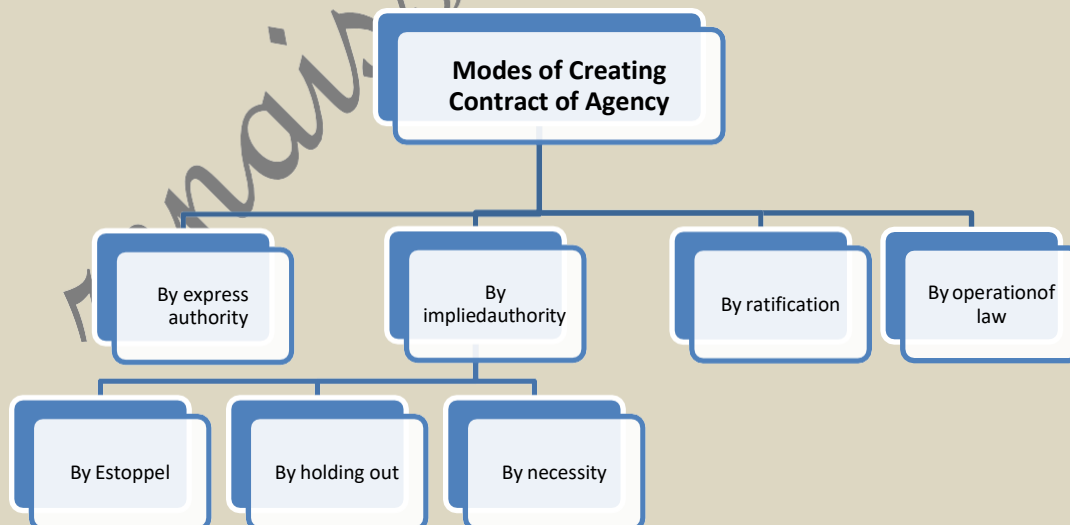 Modes of Creating
Contract of Agency
By express
authority
By
impliedauthority
By ratification
By operationof
law
By Estoppel
By holding out
By necessity